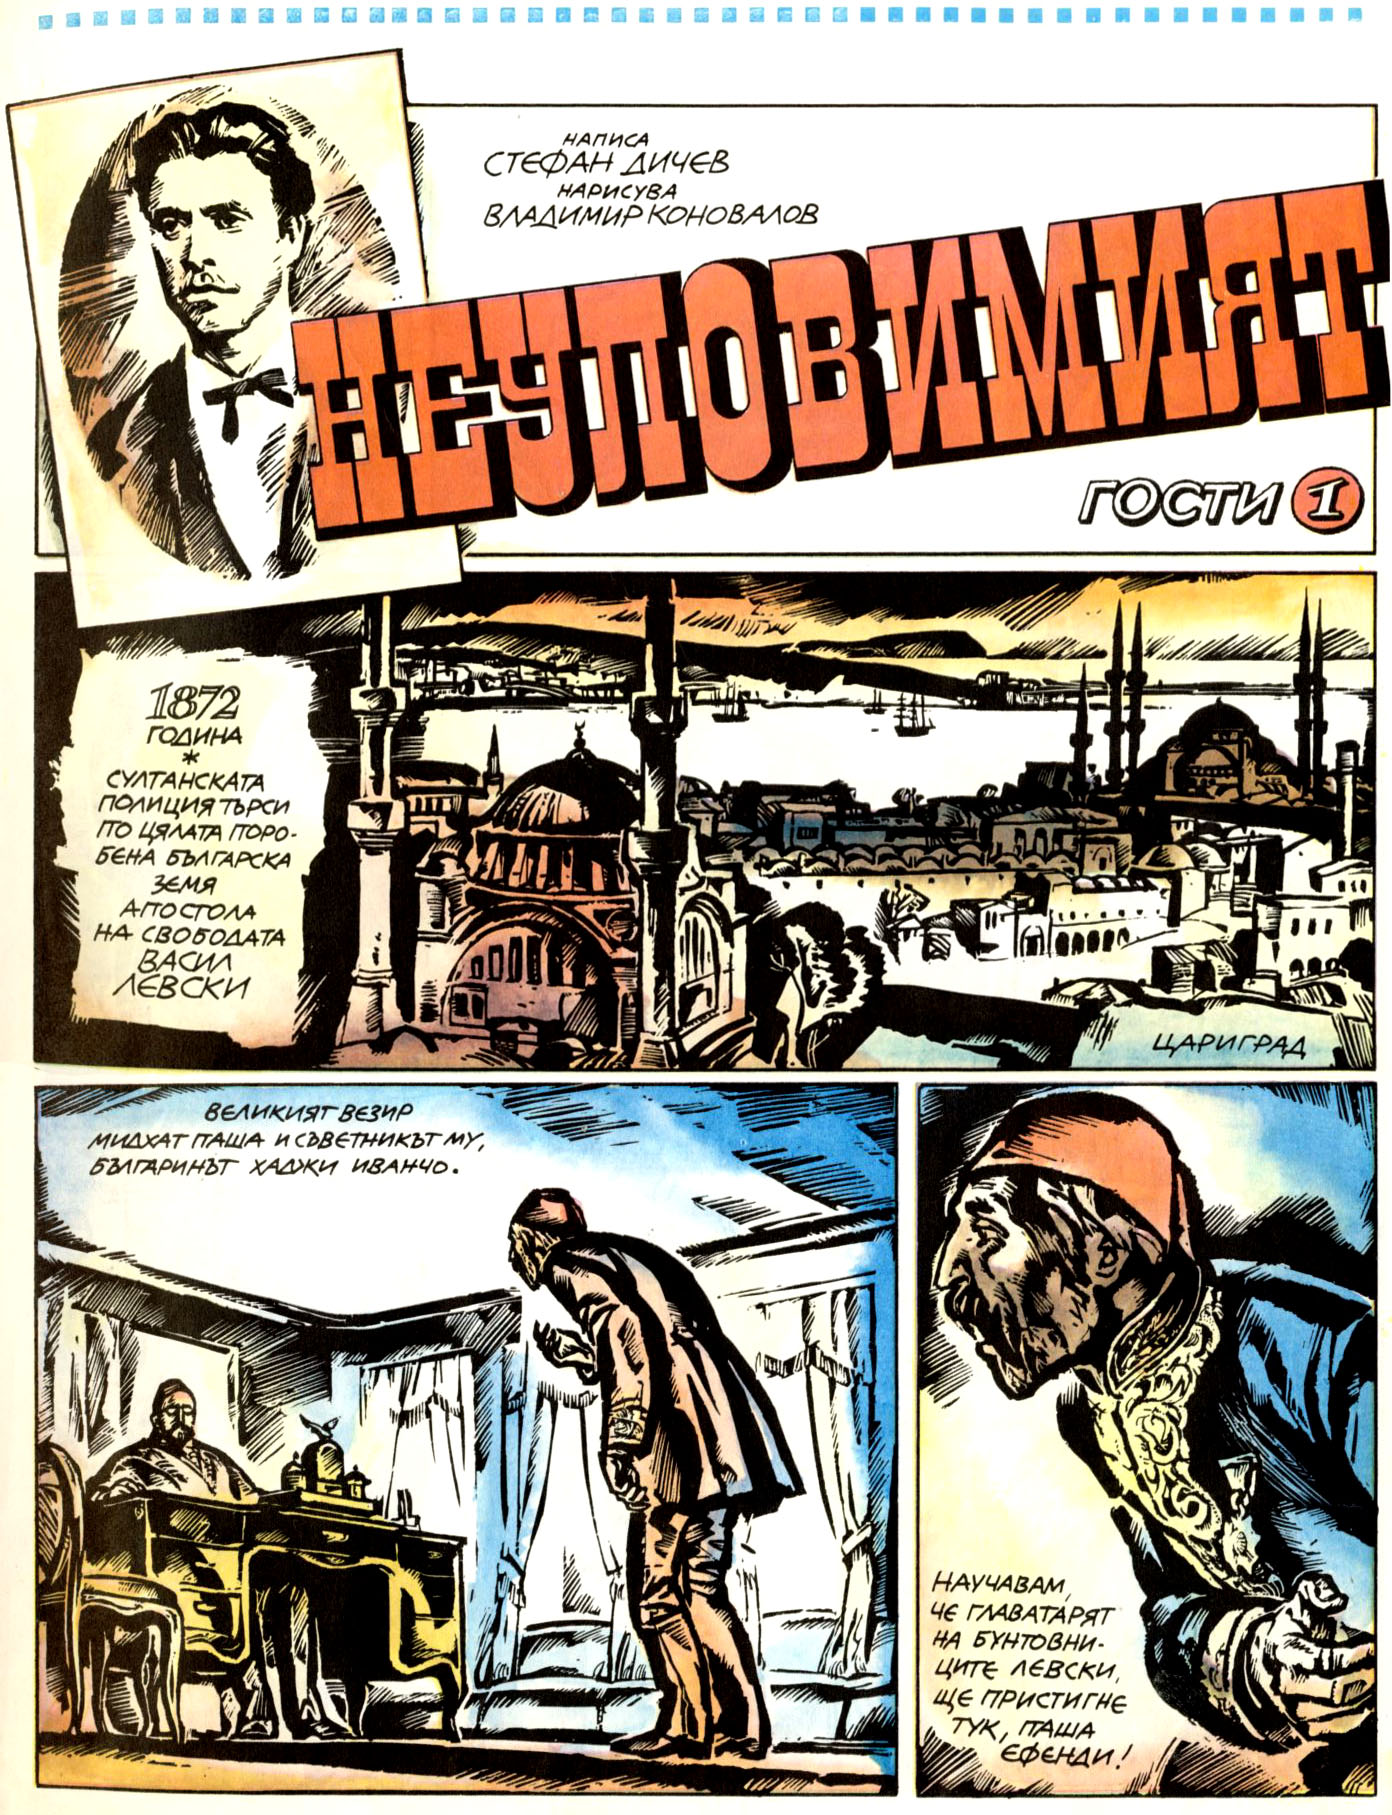 НАПИСА
СТЕФАН ДИЧЕВ
НАРИСУВА
ВЛАДИМИР КОНОВАЛОВ
НЕУЛОВИМИЯТ
ГОСТИ 1
1872
ГОДИНА
*
СУЛТАНСКАТА
ПОЛИЦИЯ ТЪРСИ
ПО ЦЯЛАТА ПОРО-
БЕНА БЪЛГАРСКА
ЗЕМЯ
АПОСТОЛА
НА СВОБОДАТА
ВАСИЛ
ЛЕВСКИ
ЦАРИГРАД
ВЕЛИКИЯТ ВЕЗИР
МИДХАТ ПАША И СЪВЕТНИКЪТ МУ,
БЪЛГАРИНЪТ ХАДЖИ ИВАНЧО.
НАУЧАВАМ,
ЧЕ ГЛАВАТАРЯТ
НА БУНТОВНИ-
ЦИТЕ ЛЕВСКИ,
ЩЕ ПРИСТИГНЕ
ТУК, ПАША
ЕФЕНДИ!